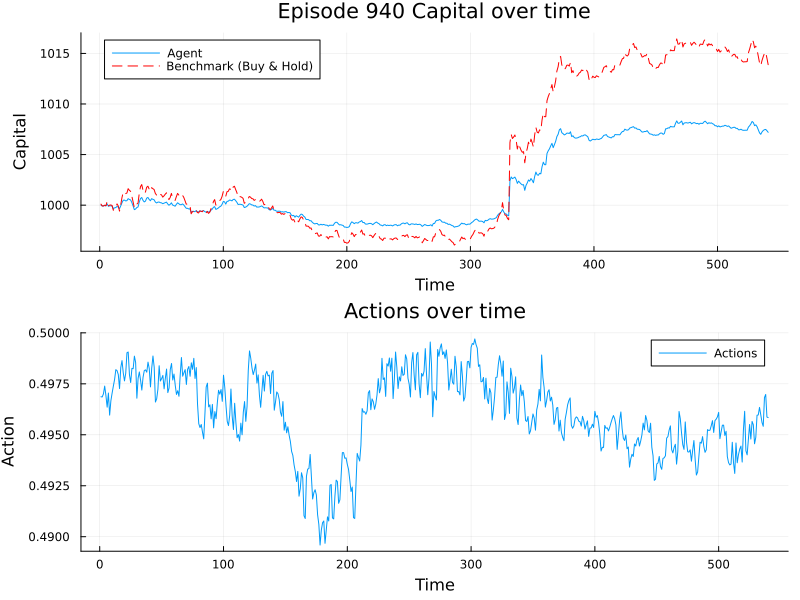 Episode 940 Capital over time
1015
1010
1005
1000
Capital
Agent
Benchmark (Buy & Hold)
0 100 200 300 400 500
Time
Actions over time
0.5000
0.4975
0.4950
0.4925
0.4900
Action
Actions
0 100 200 300 400 500
Time